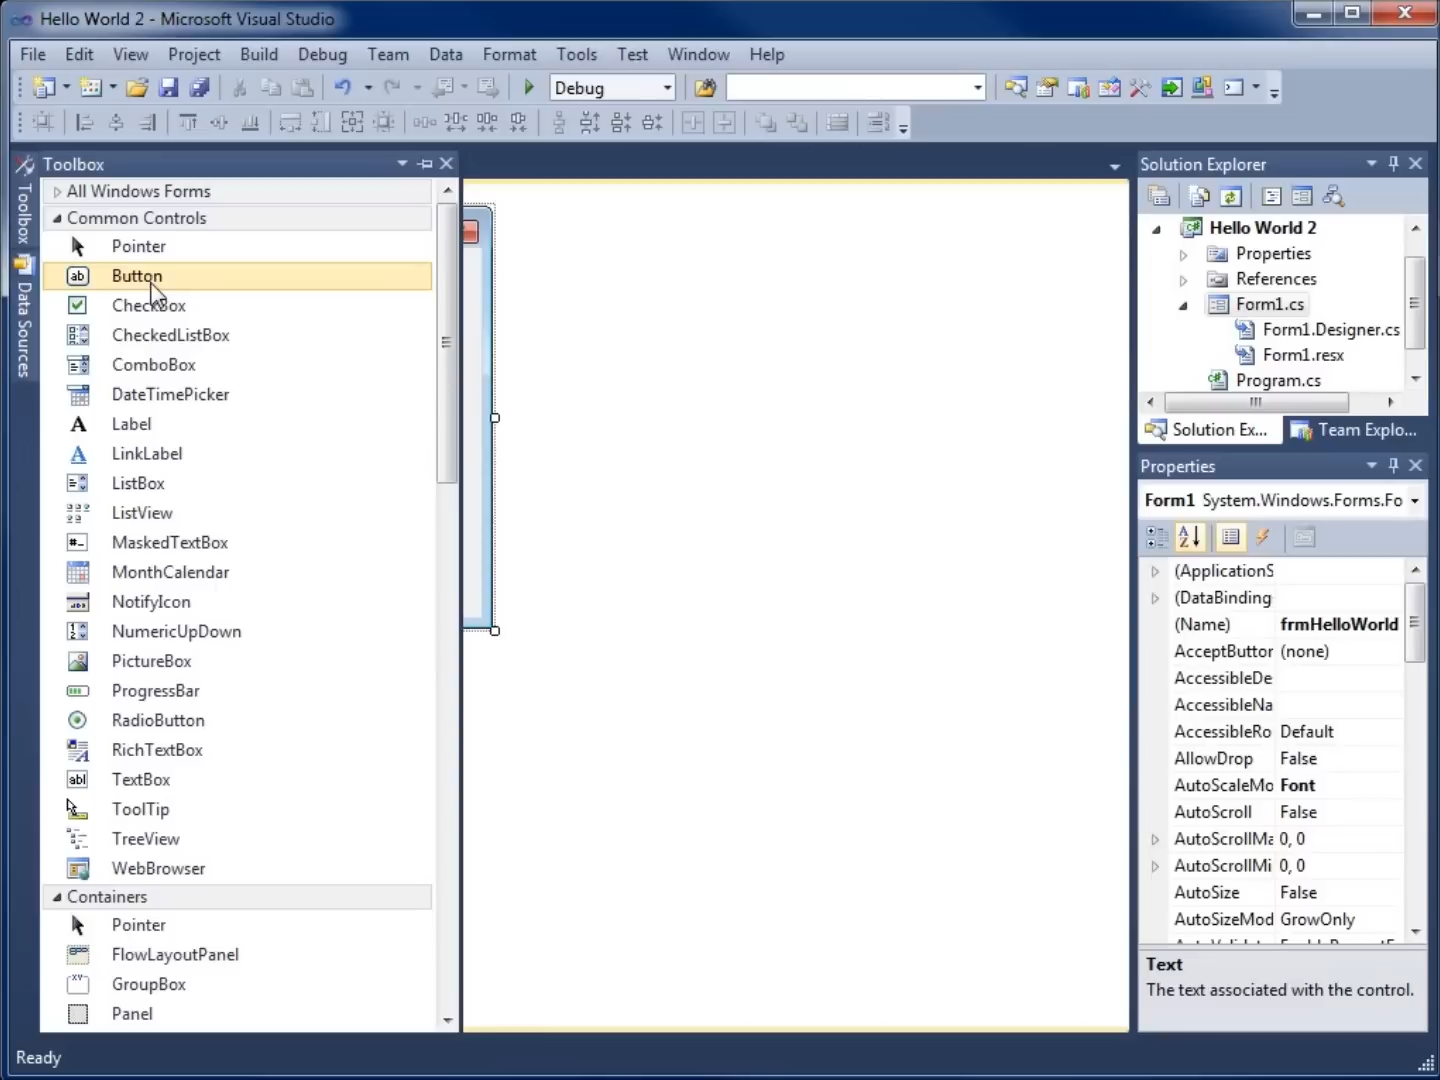 Hello World 2 - Microsoft Visual Studio
File Edit View Project Build Debug Team Data Format Tools Test Window Help
Debug
Toolbox
Data Sources
Toolbox
All Windows Forms
Common Controls
Pointer
ab Button
CheckBox
CheckedListBox
ComboBox
DateTimePicker
A Label
A LinkLabel
ListBox
ListView
MaskedTextBox
MonthCalendar
NotifyIcon
NumericUpDown
PictureBox
ProgressBar
RadioButton
RichTextBox
abl TextBox
ToolTip
TreeView
WebBrowser
Containers
Pointer
FlowLayoutPanel
GroupBox
Panel
Solution Explorer
Hello World 2
Properties
References
Form1.cs
Form1.Designer.cs
Form1.resx
Program.cs
Solution Ex... Team Explo...
Properties
Form1 System.Windows.Forms.Fo
(ApplicationS
(DataBinding
(Name) frmHelloWorld
AcceptButtor (none)
AccessibleDe
AccessibleNa
AccessibleRo Default
AllowDrop False
AutoScaleMo Font
AutoScroll False
AutoScrollMa 0, 0
AutoScrollMi 0, 0
AutoSize False
AutoSizeMod GrowOnly
Text
The text associated with the control.
Ready